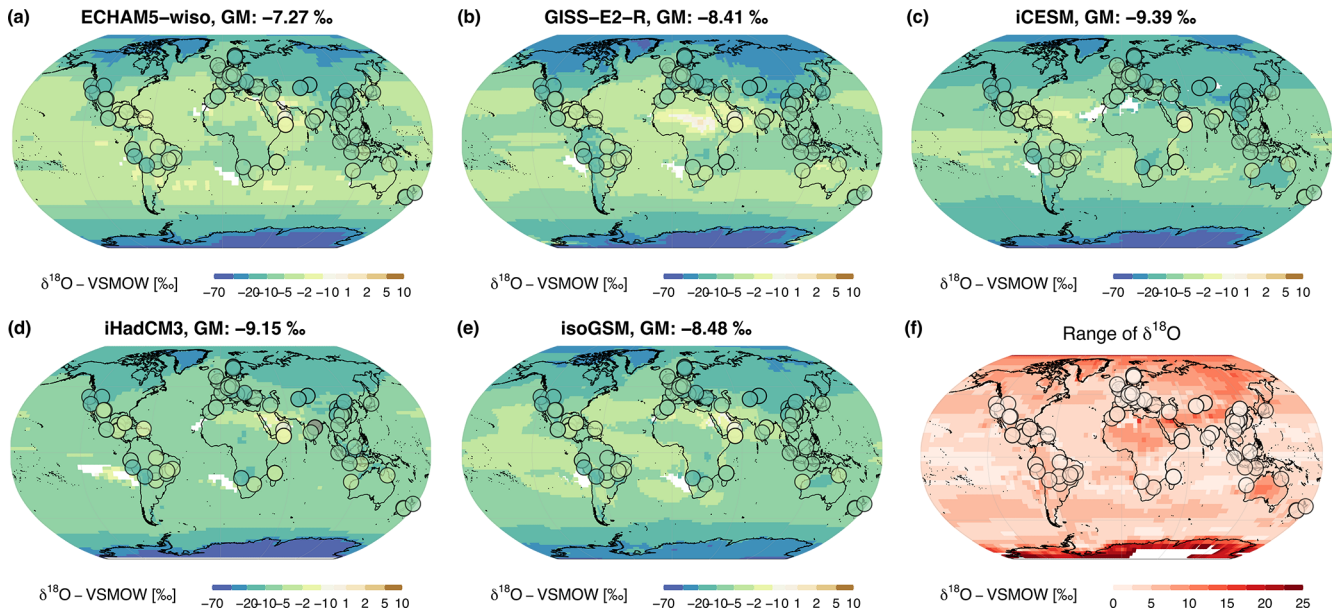 (a) ECHAM5–wiso, GM: −7.27 ‰
(b) GISS–E2–R, GM: −8.41 ‰
(c) iCESM, GM: −9.39 ‰
δ¹⁸O – VSMOW [‰]
−70 −20 −10 −5 −2 −1 0 1 2 5 10
δ¹⁸O – VSMOW [‰]
−70 −20 −10 −5 −2 −1 0 1 2 5 10
δ¹⁸O – VSMOW [‰]
−70 −20 −10 −5 −2 −1 0 1 2 5 10
(d) iHadCM3, GM: −9.15 ‰
(e) isoGSM, GM: −8.48 ‰
(f) Range of δ¹⁸O
δ¹⁸O – VSMOW [‰]
−70 −20 −10 −5 −2 −1 0 1 2 5 10
δ¹⁸O – VSMOW [‰]
−70 −20 −10 −5 −2 −1 0 1 2 5 10
δ¹⁸O – VSMOW [‰]
0 5 10 15 20 25